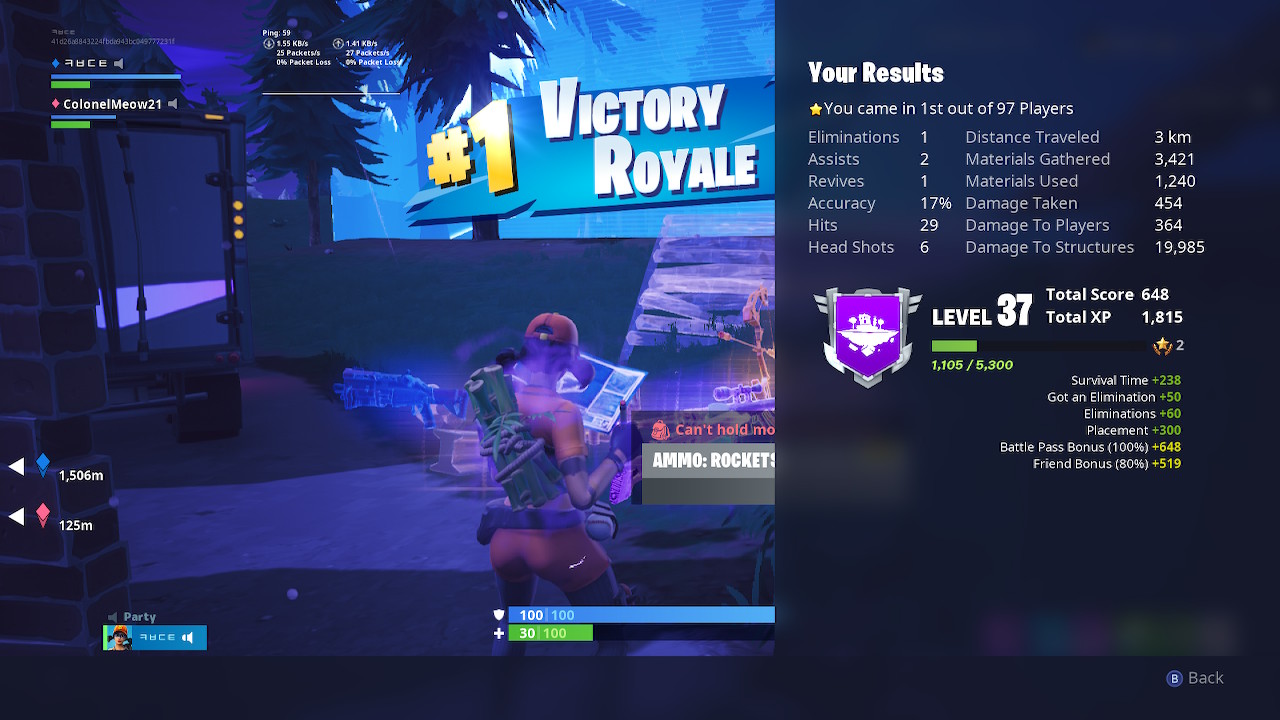 Ping: 59
1.55 KB/s 1.41 KB/s
25 Packets/s 27 Packets/s
0% Packet Loss 0% Packet Loss
ColonelMeow21
#1 VICTORY
ROYALE
1,506m
125m
Can't hold mo
AMMO: ROCKETS
Party
100 | 100
30 | 100
Your Results
You came in 1st out of 97 Players
Eliminations 1 Distance Traveled 3 km
Assists 2 Materials Gathered 3,421
Revives 1 Materials Used 1,240
Accuracy 17% Damage Taken 454
Hits 29 Damage To Players 364
Head Shots 6 Damage To Structures 19,985
LEVEL 37
Total Score 648
Total XP 1,815
2
1,105 / 5,300
Survival Time +238
Got an Elimination +50
Eliminations +60
Placement +300
Battle Pass Bonus (100%) +648
Friend Bonus (80%) +519
B Back